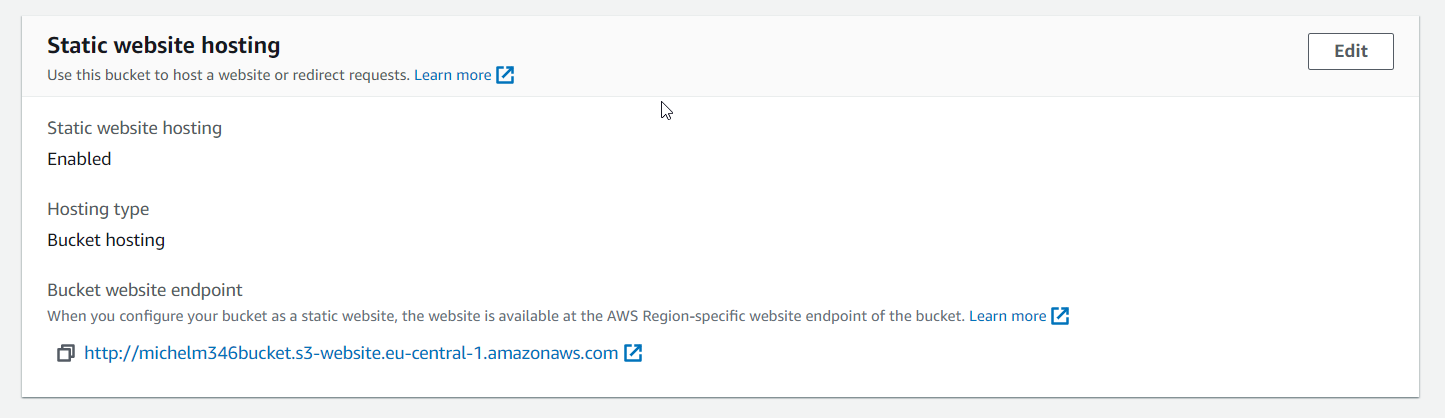 Static website hosting
Edit
Use this bucket to host a website or redirect requests. Learn more
Static website hosting
Enabled
Hosting type
Bucket hosting
Bucket website endpoint
When you configure your bucket as a static website, the website is available at the AWS Region-specific website endpoint of the bucket. Learn more
http://michelm346bucket.s3-website.eu-central-1.amazonaws.com